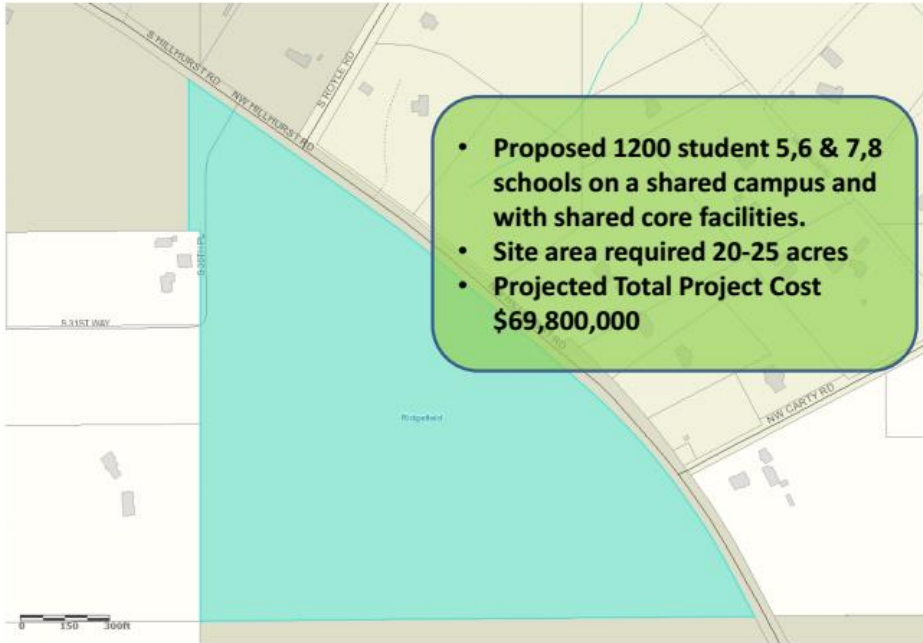 S HILLHURST RD
NW HILLHURST RD
S ROYLE RD
• Proposed 1200 student 5,6 & 7,8
schools on a shared campus and
with shared core facilities.
• Site area required 20-25 acres
• Projected Total Project Cost
$69,800,000
S 31ST WAY
RD
Ridgefield
NW CARTY RD
0 150 300ft